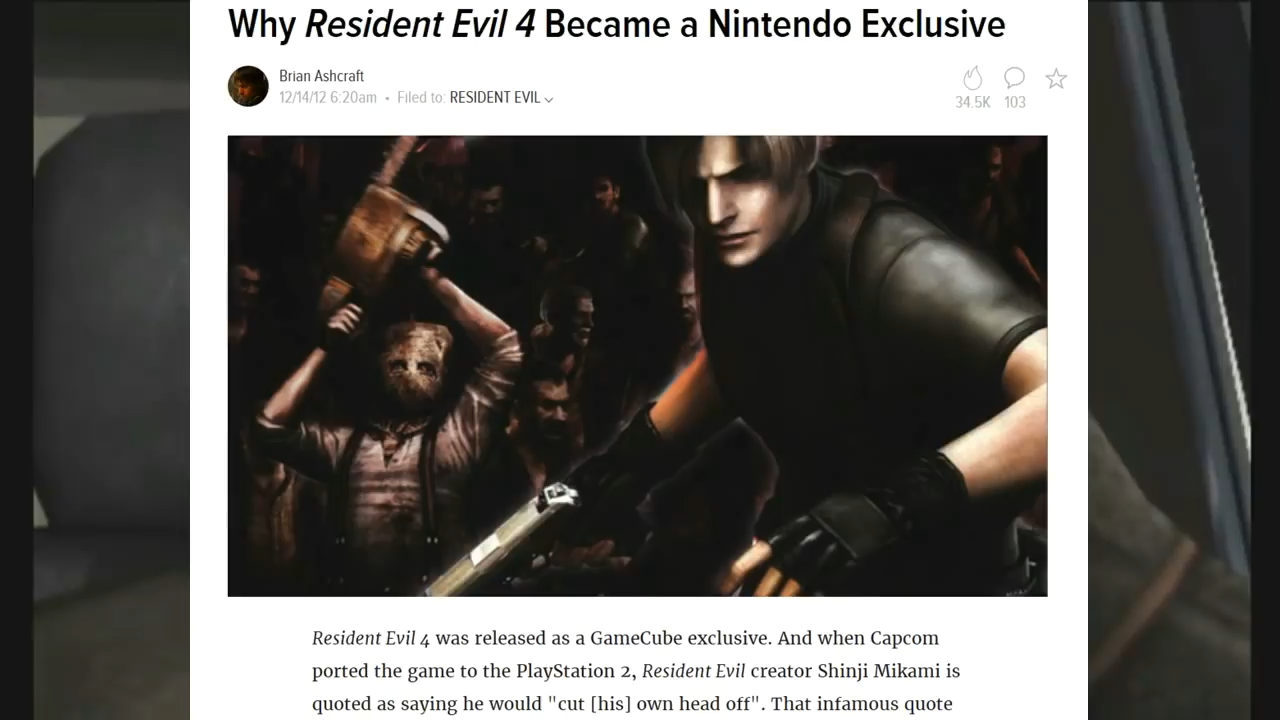 Why Resident Evil 4 Became a Nintendo Exclusive
Brian Ashcraft
12/14/12 6:20am • Filed to: RESIDENT EVIL
34.5K 103
Resident Evil 4 was released as a GameCube exclusive. And when Capcom
ported the game to the PlayStation 2, Resident Evil creator Shinji Mikami is
quoted as saying he would "cut [his] own head off". That infamous quote